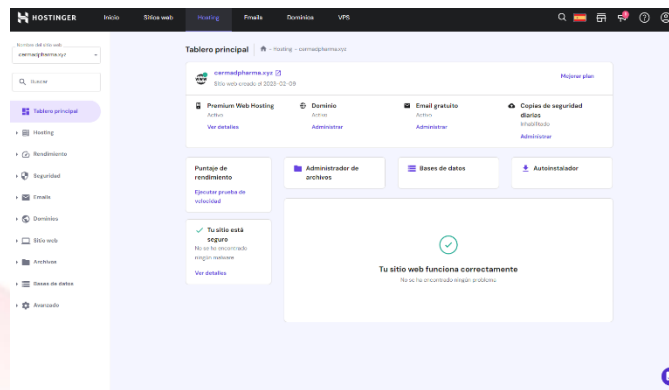 HOSTINGER
Inicio
Sitios web
Hosting
Emails
Dominios
VPS
Nombre del sitio web
carmadpharma.xyz
Buscar
Tablero principal
Hosting
Rendimiento
Seguridad
Emails
Dominios
Sitio web
Archivos
Bases de datos
Avanzado
Tablero principal
- Hosting - carmadpharma.xyz
carmadpharma.xyz
Sitio web creado el
Mejorar plan
Premium Web Hosting
Activo
Ver detalles
Dominio
Activo
Administrar
Email gratuito
Activo
Administrar
Copias de seguridad
diarias
Inhabilitado
Administrar
Puntaje de
rendimiento
Ejecutar prueba de
velocidad
Administrador de
archivos
Bases de datos
Autoinstalador
Tu sitio está
seguro
No se ha encontrado
ningún malware
Ver detalles
Tu sitio web funciona correctamente
No se ha encontrado ningún problema